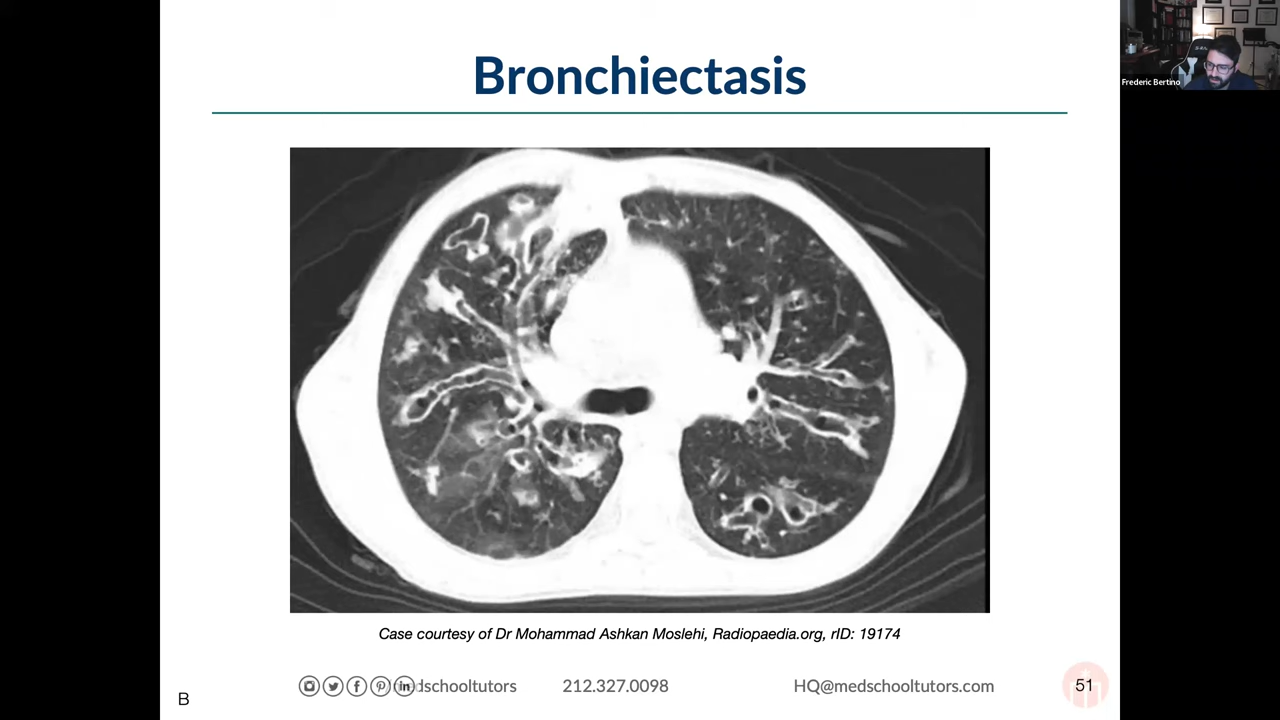 Bronchiectasis
Frederic Bertino
Case courtesy of Dr Mohammad Ashkan Moslehi, Radiopaedia.org, rID: 19174
B
dschooltutors
212.327.0098
HQ@medschooltutors.com
51